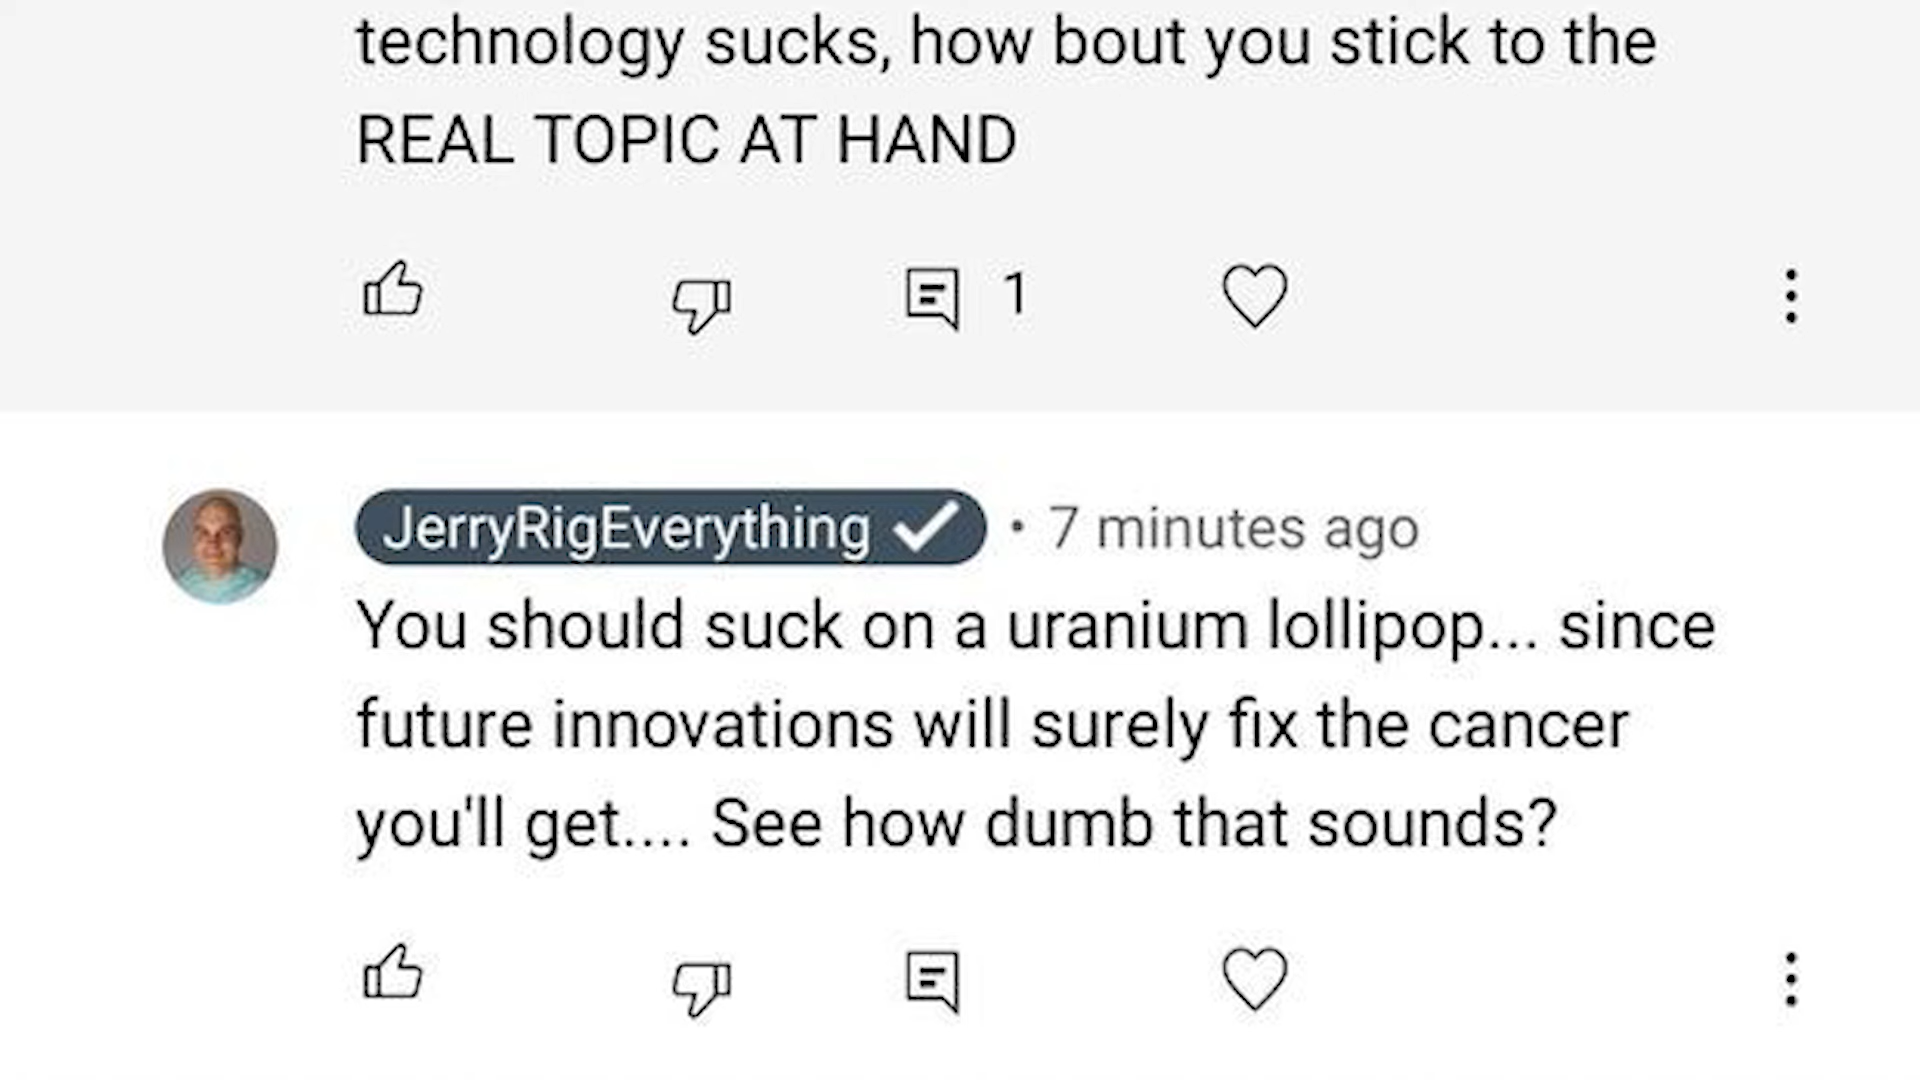 technology sucks, how bout you stick to the
REAL TOPIC AT HAND
1
JerryRigEverything • 7 minutes ago
You should suck on a uranium lollipop... since
future innovations will surely fix the cancer
you'll get.... See how dumb that sounds?